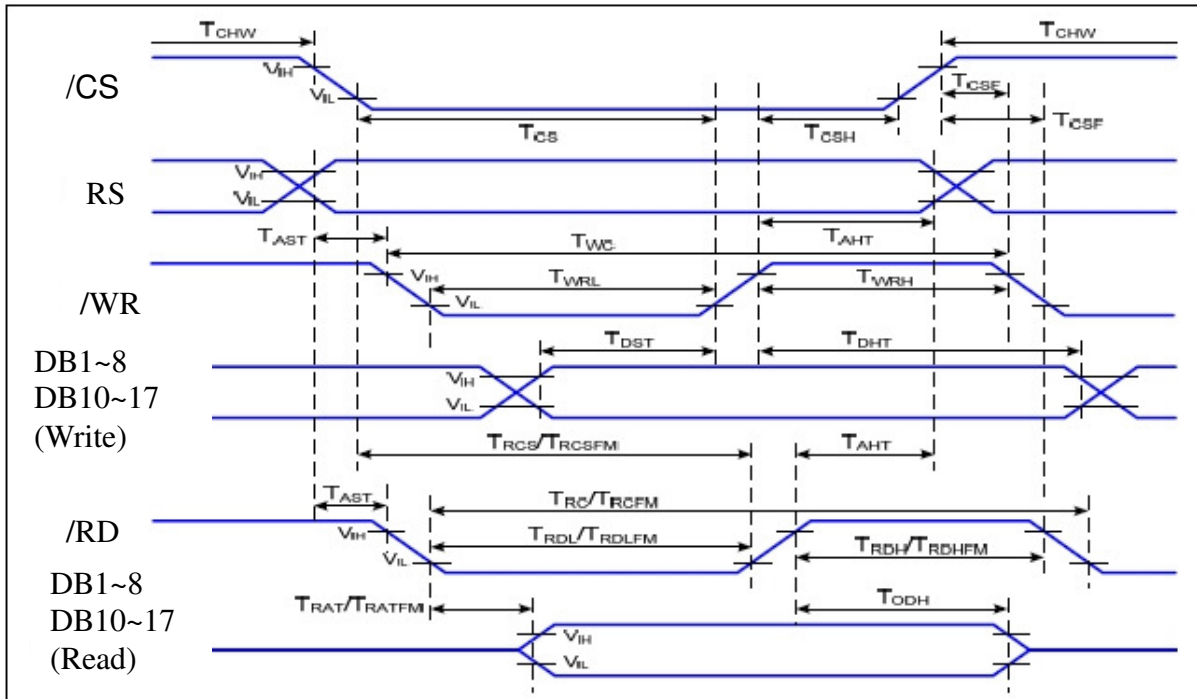 TCHW TCHW
/CS VIH
VIL
TICSF
TCS TCSH TICSF
RS VIH
VIL
TAST TWC TAHT
/WR VIH
VIL
TWRL TWRH
DB1~8
DB10~17
(Write)
TDST TDHT
VIH
VIL
TRCS/TRCSFM TAHT
TAST TRC/TRCFM
/RD VIH
VIL
TRDL/TRDLFM TRDH/TRDHFM
DB1~8
DB10~17
(Read)
TRAT/TRATFM TODH
VIH
VIL